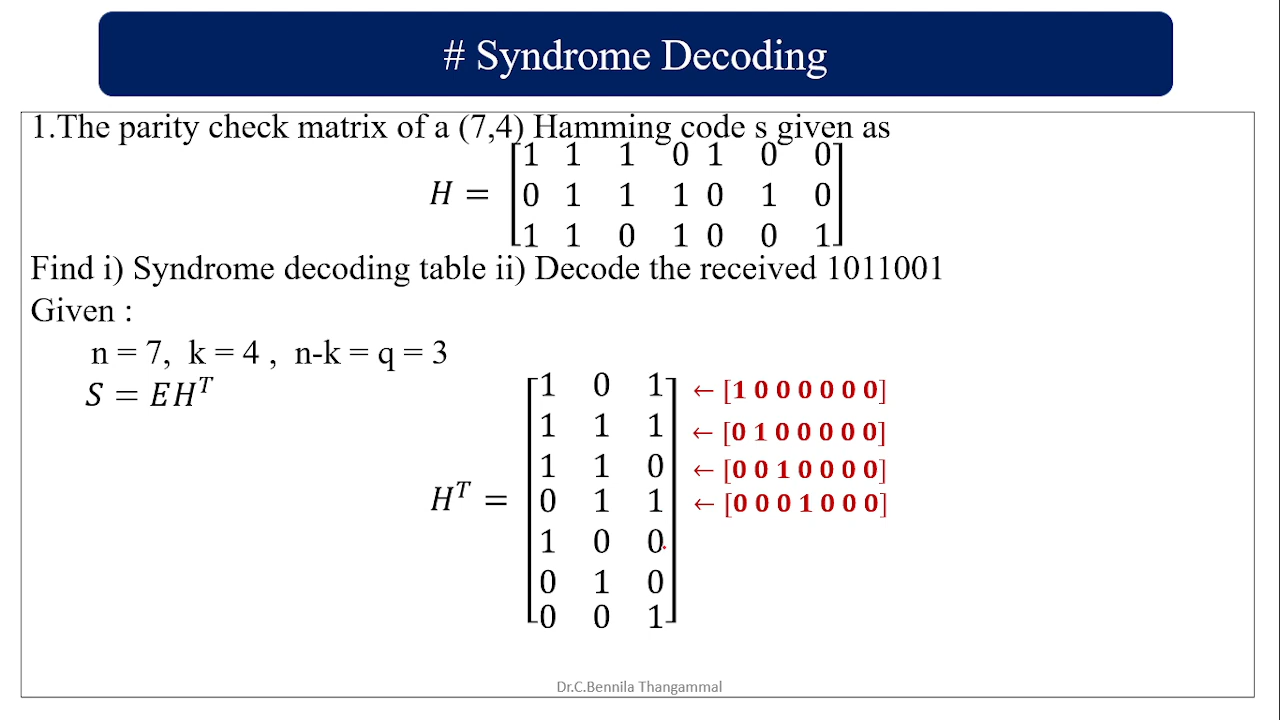 # Syndrome Decoding
1.The parity check matrix of a (7,4) Hamming code s given as
1 1 1 0 1 0 0
H = 0 1 1 1 0 1 0
1 1 0 1 0 0 1
Find i) Syndrome decoding table ii) Decode the received 1011001
Given :
n = 7, k = 4 , n-k = q = 3
S = EH^T
1 0 1 ← [1 0 0 0 0 0 0]
1 1 1 ← [0 1 0 0 0 0 0]
1 1 0 ← [0 0 1 0 0 0 0]
H^T = 0 1 1 ← [0 0 0 1 0 0 0]
1 0 0
0 1 0
0 0 1
Dr.C.Bennila Thangammal